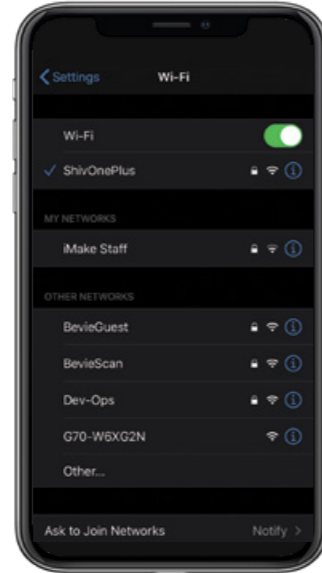 Settings Wi-Fi
Wi-Fi
ShivOnePlus
MY NETWORKS
iMake Staff
OTHER NETWORKS
BevieGuest
BevieScan
Dev-Ops
G70-W6XG2N
Other...
Ask to Join Networks Notify